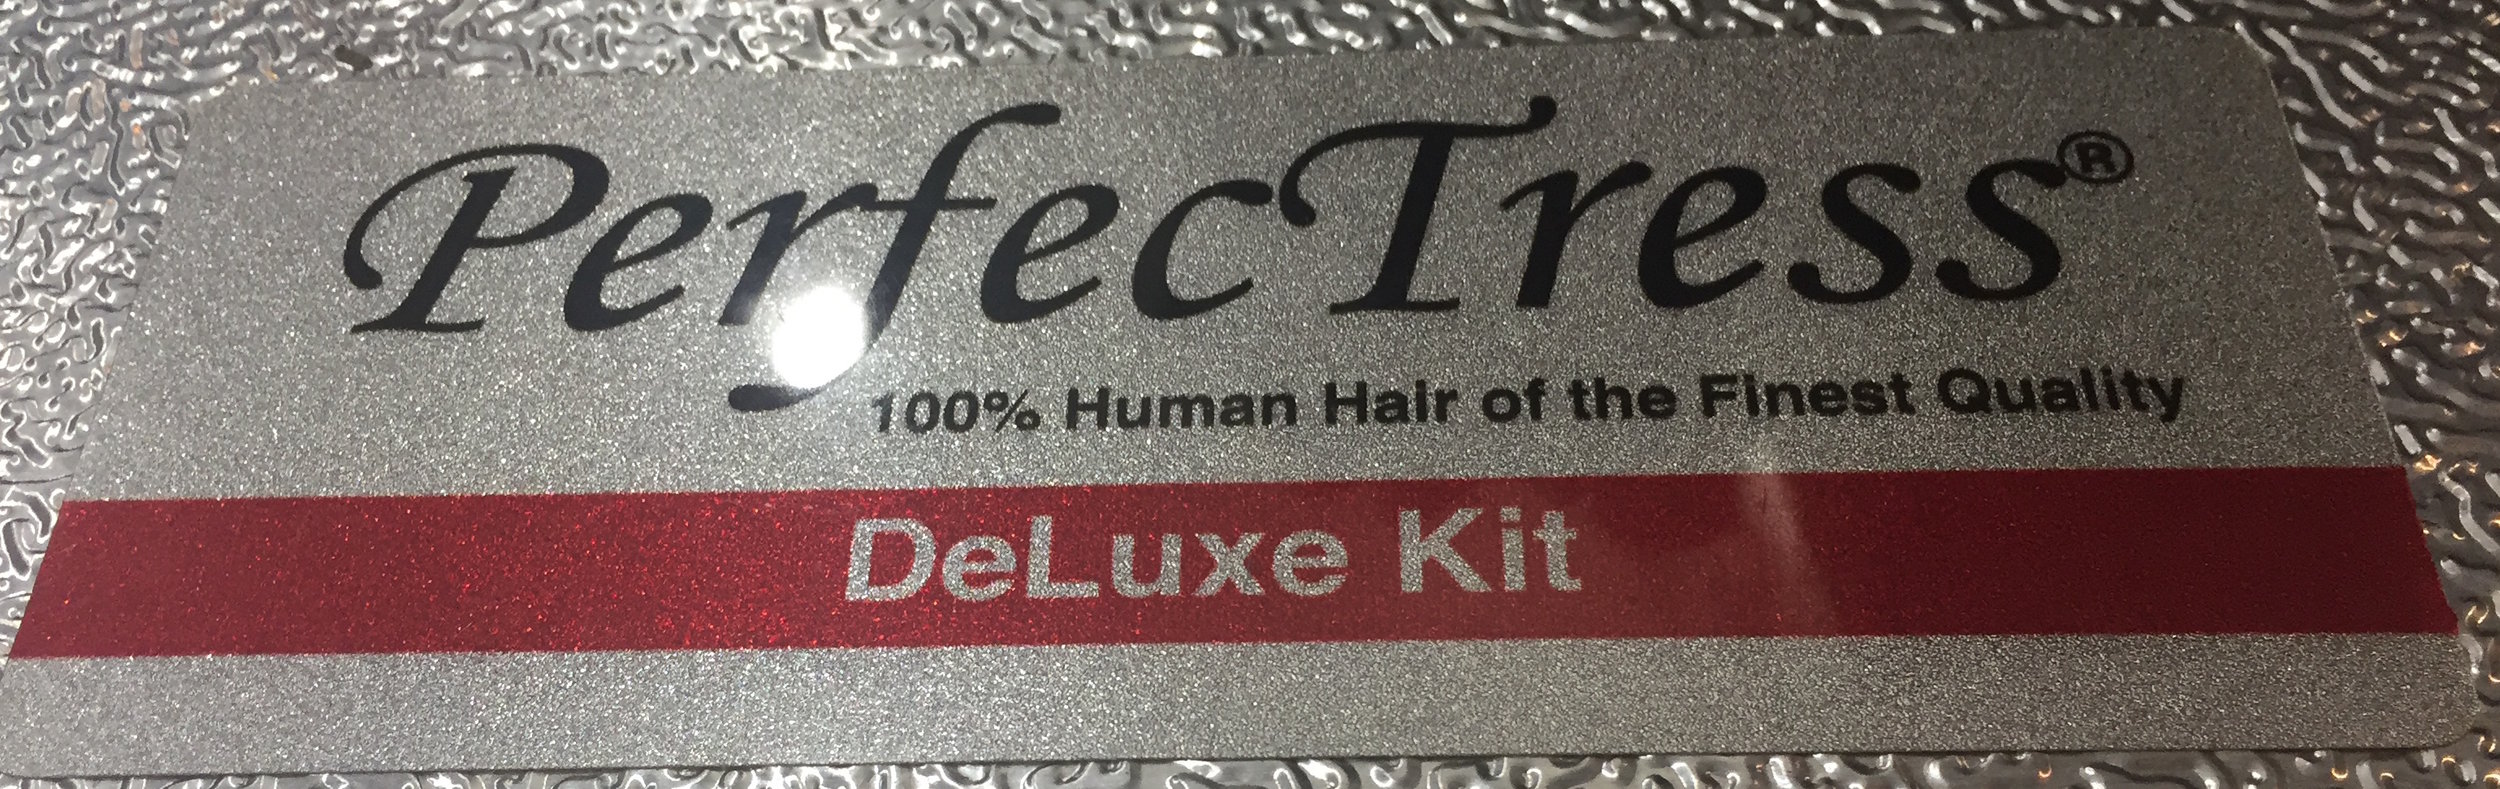 PerfecTress®
100% Human Hair of the Finest Quality
DeLuxe Kit